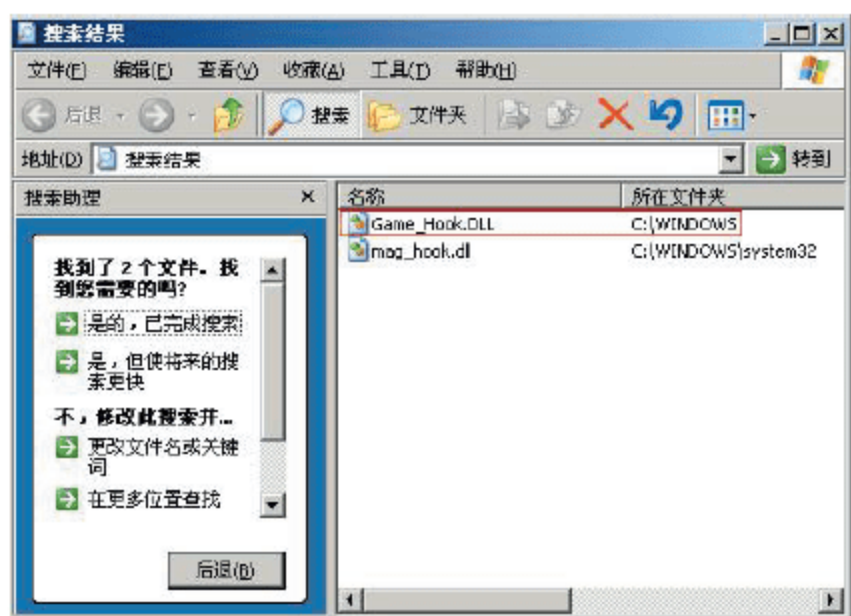 搜索结果
文件(E) 编辑(E) 查看(V) 收藏(A) 工具(T) 帮助(H)
后退 搜索 文件夹
地址(D) 搜索结果 转到
搜索助理
名称 所在文件夹
Game_Hook.DLL C:\WINDOWS
mag_hook.dll C:\WINDOWS\system32
找到了 2 个文件。找
到您需要的吗?
是的，已完成搜索
是，但使将来的搜
索更快
不，修改此搜索并...
更改文件名或关键
词
在更多位置查找
后退(B)